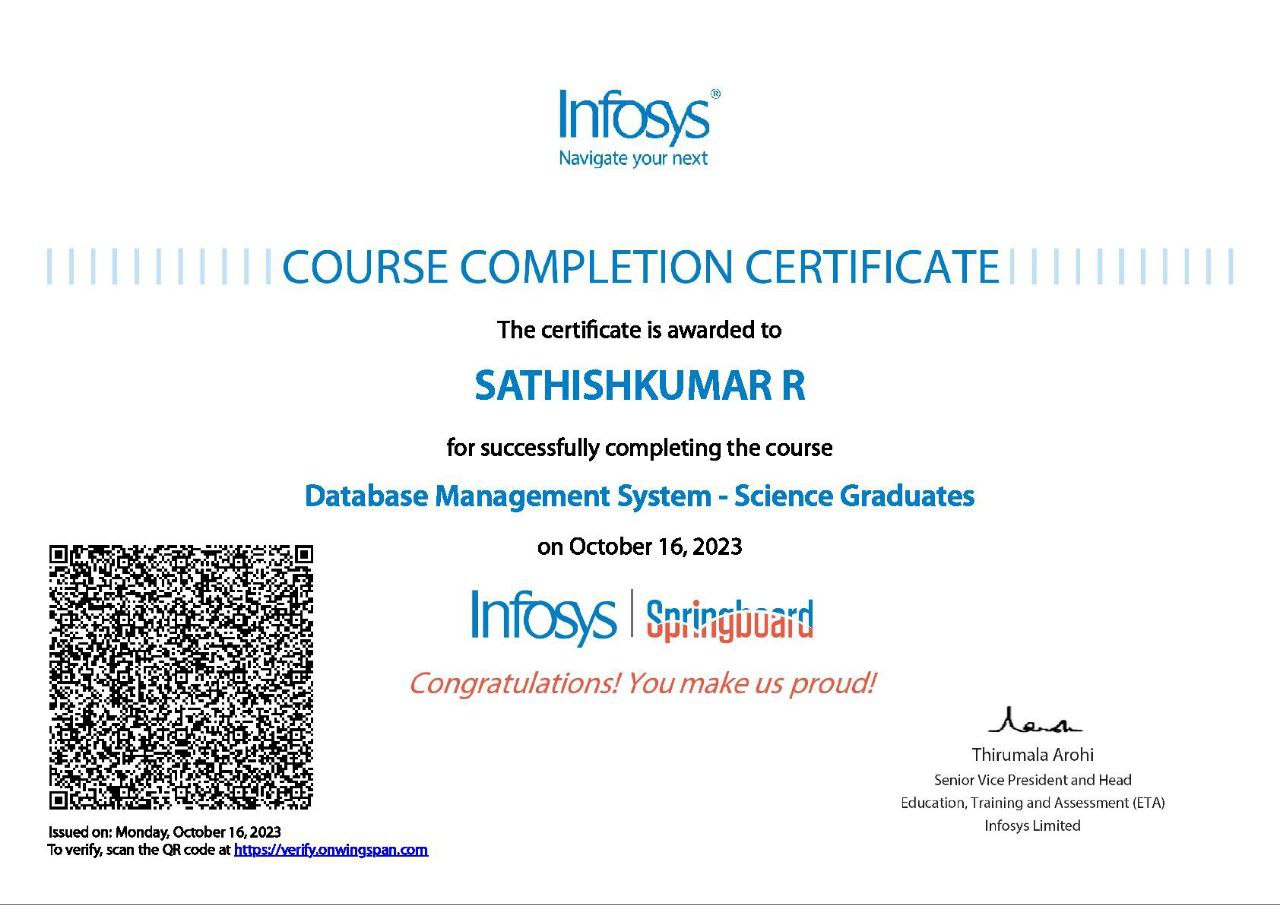 Infosys®
Navigate your next
COURSE COMPLETION CERTIFICATE
The certificate is awarded to
SATHISHKUMAR R
for successfully completing the course
Database Management System - Science Graduates
on October 16, 2023
Infosys | Springboard
Congratulations! You make us proud!
Thirumala Arohi
Senior Vice President and Head
Education, Training and Assessment (ETA)
Infosys Limited
Issued on: Monday, October 16, 2023
To verify, scan the QR code at https://verify.onwingspan.com